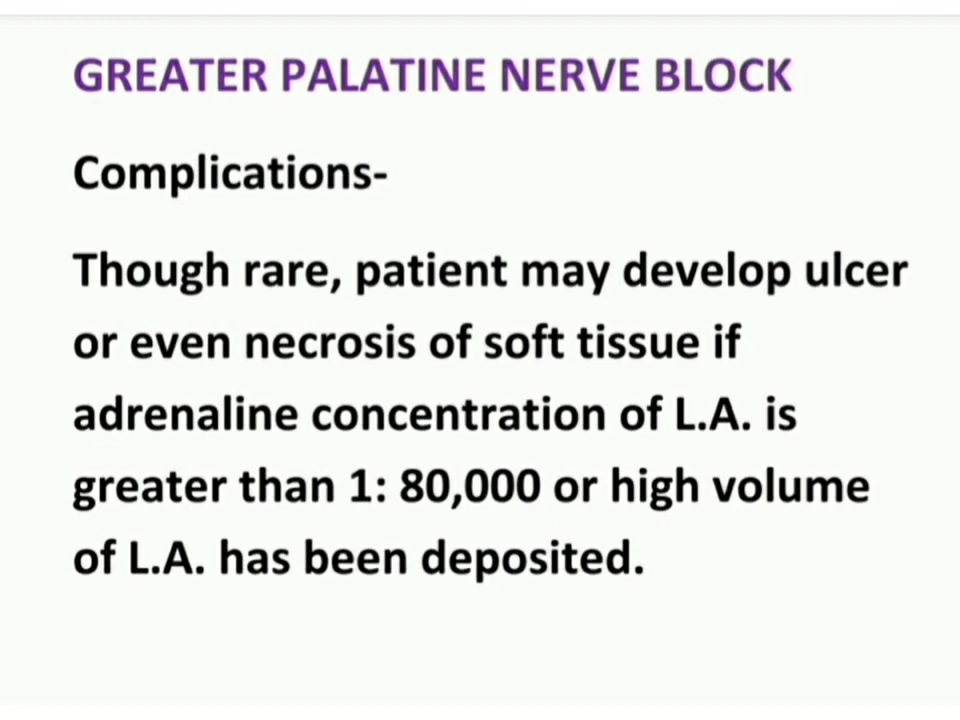 GREATER PALATINE NERVE BLOCK
Complications-
Though rare, patient may develop ulcer
or even necrosis of soft tissue if
adrenaline concentration of L.A. is
greater than 1: 80,000 or high volume
of L.A. has been deposited.